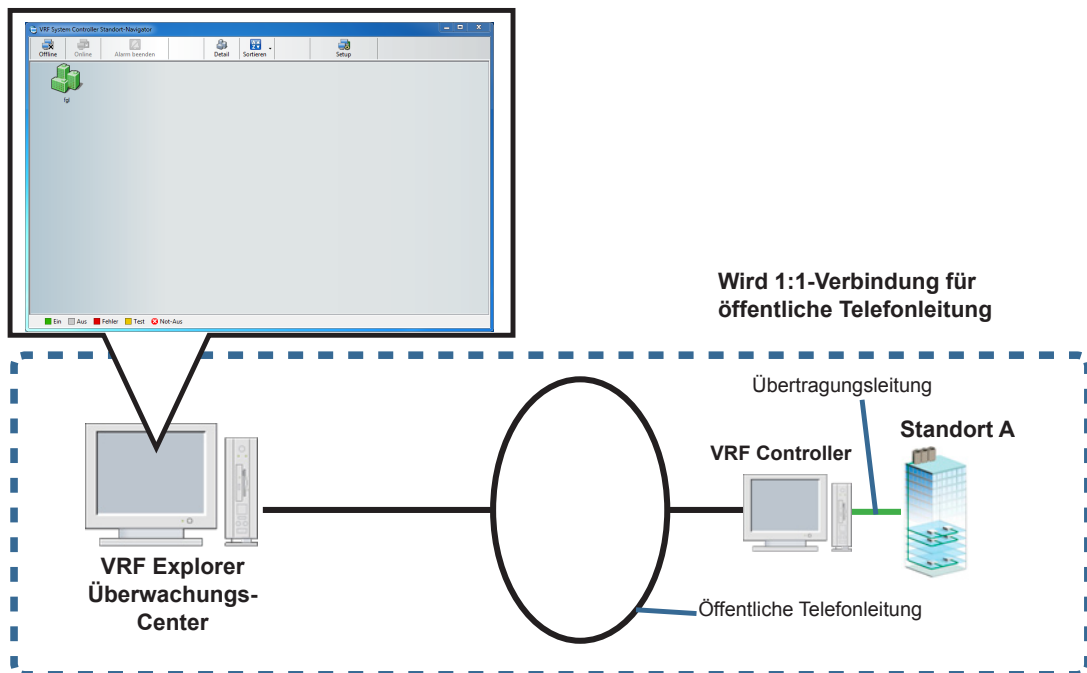 VRF System Controller Standort-Navigator
Offline
Online
Alarm beenden
Detail
Sortieren
Setup
fgl
Ein
Aus
Fehler
Test
Not-Aus
Wird 1:1-Verbindung für
öffentliche Telefonleitung
Übertragungsleitung
Standort A
VRF Controller
VRF Explorer
Überwachungs-
Center
Öffentliche Telefonleitung